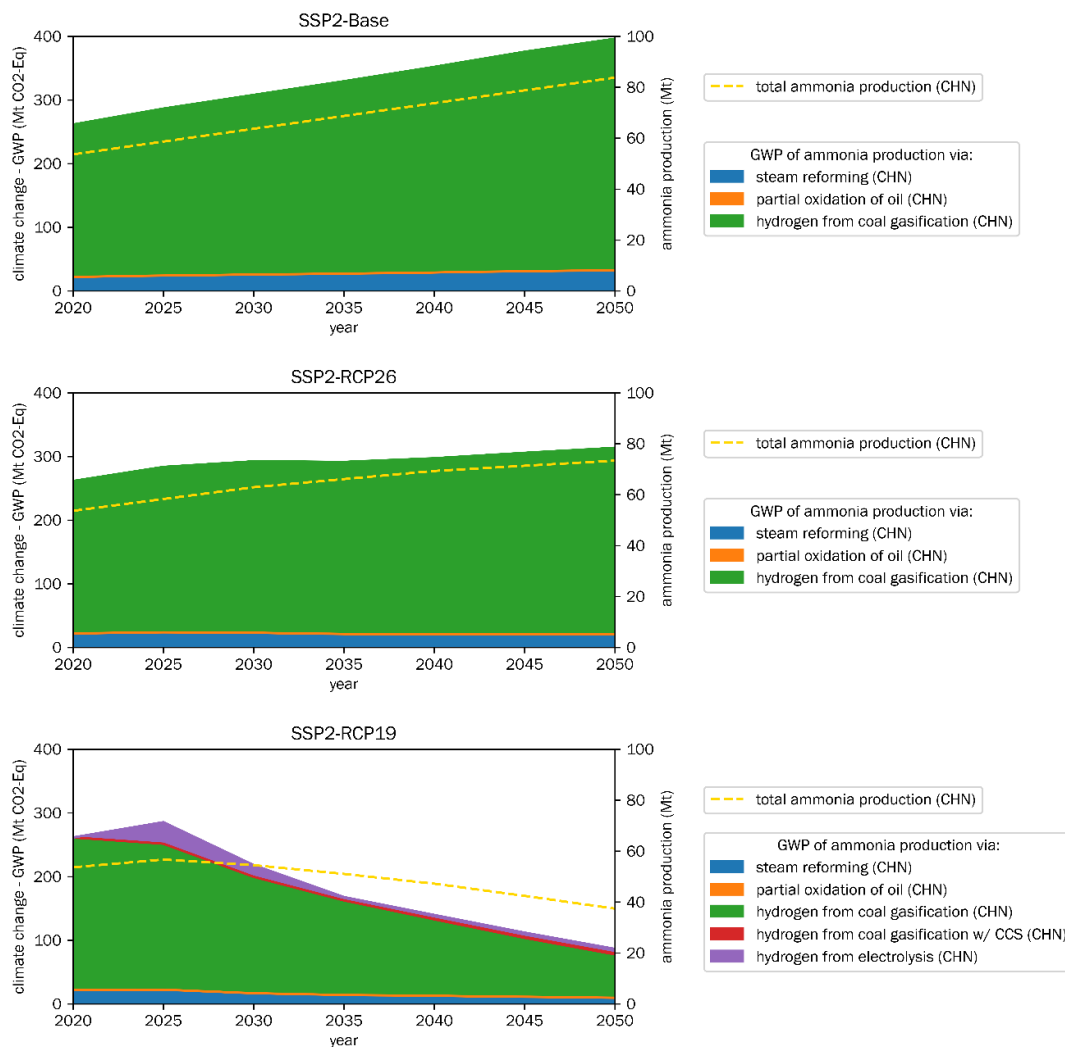 SSP2-Base
climate change - GWP (Mt CO2-Eq)
400
300
200
100
0
100
80
60
40
20
0
ammonia production (Mt)
2020 2025 2030 2035 2040 2045 2050
year
total ammonia production (CHN)
GWP of ammonia production via:
steam reforming (CHN)
partial oxidation of oil (CHN)
hydrogen from coal gasification (CHN)
SSP2-RCP26
climate change - GWP (Mt CO2-Eq)
400
300
200
100
0
100
80
60
40
20
0
ammonia production (Mt)
2020 2025 2030 2035 2040 2045 2050
year
total ammonia production (CHN)
GWP of ammonia production via:
steam reforming (CHN)
partial oxidation of oil (CHN)
hydrogen from coal gasification (CHN)
SSP2-RCP19
climate change - GWP (Mt CO2-Eq)
400
300
200
100
0
100
80
60
40
20
0
ammonia production (Mt)
2020 2025 2030 2035 2040 2045 2050
year
total ammonia production (CHN)
GWP of ammonia production via:
steam reforming (CHN)
partial oxidation of oil (CHN)
hydrogen from coal gasification (CHN)
hydrogen from coal gasification w/ CCS (CHN)
hydrogen from electrolysis (CHN)